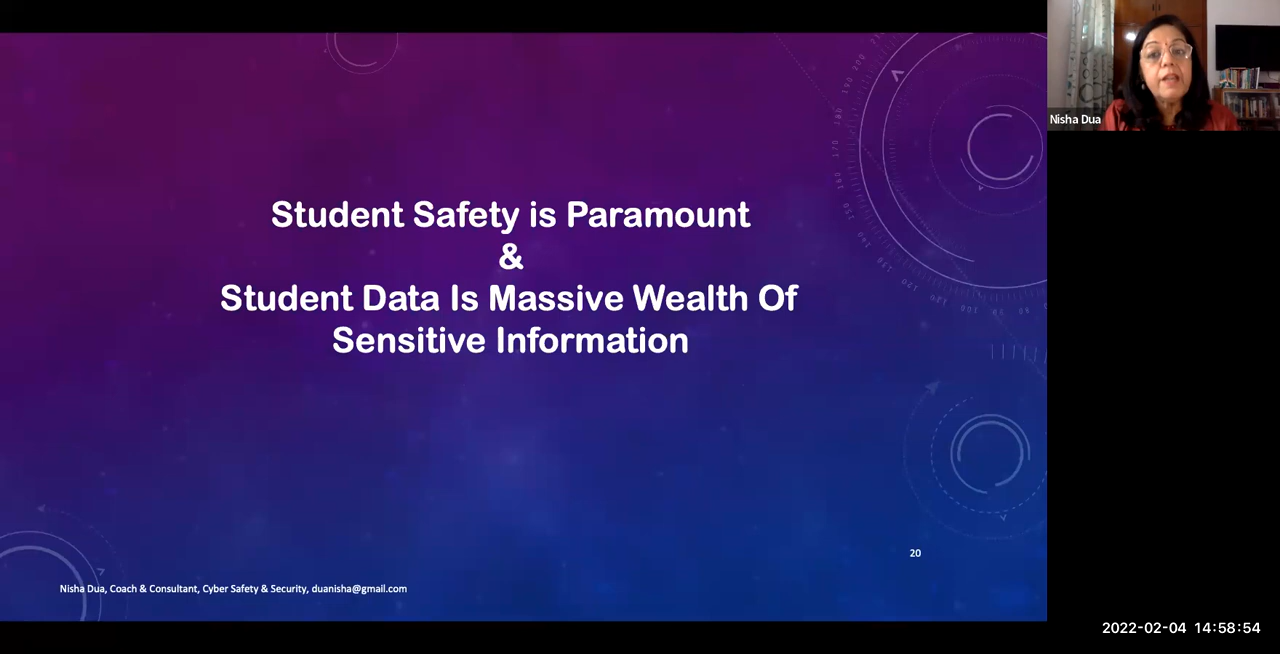 Student Safety is Paramount
&
Student Data Is Massive Wealth Of
Sensitive Information
20
Nisha Dua, Coach & Consultant, Cyber Safety & Security, duanisha@gmail.com
Nisha Dua
2022-02-04 14:58:54